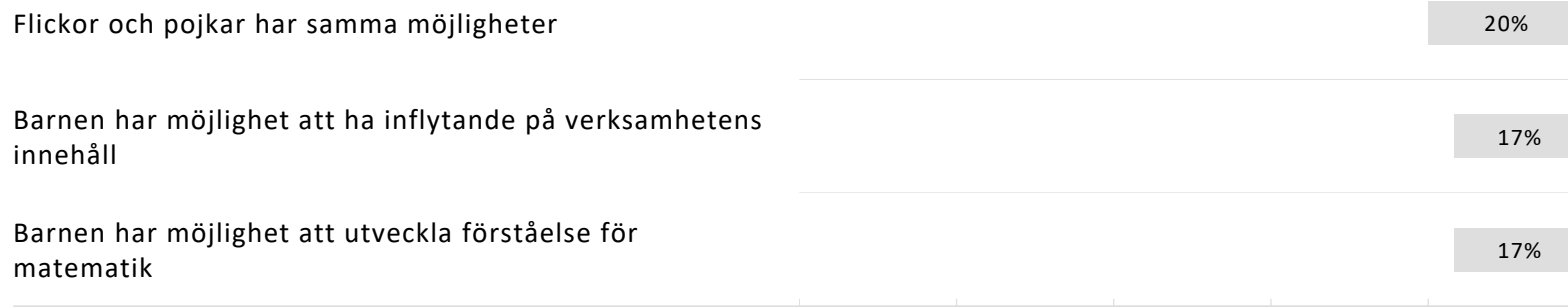 Flickor och pojkar har samma möjligheter
20%
Barnen har möjlighet att ha inflytande på verksamhetens
innehåll
17%
Barnen har möjlighet att utveckla förståelse för
matematik
17%